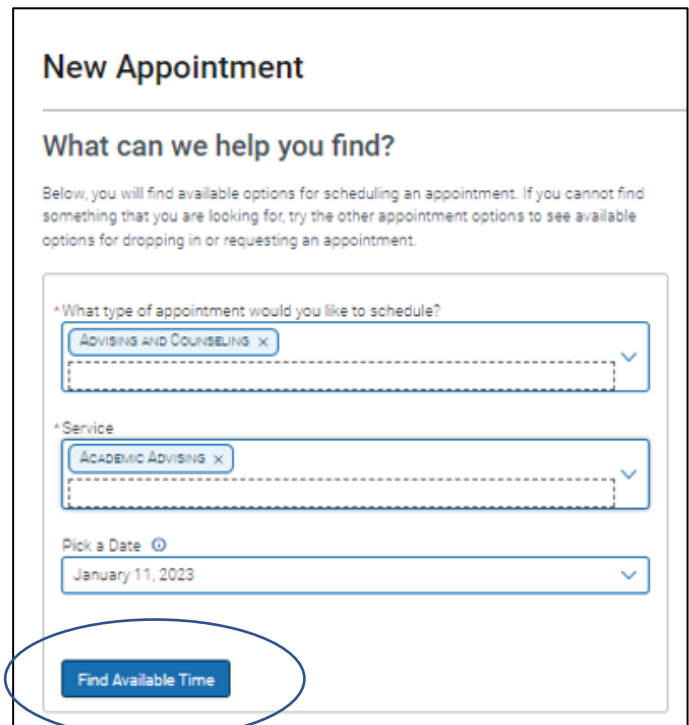 New Appointment
What can we help you find?
Below, you will find available options for scheduling an appointment. If you cannot find
something that you are looking for, try the other appointment options to see available
options for dropping in or requesting an appointment.
*What type of appointment would you like to schedule?
ADVISING AND COUNSELING ×
*Service
ACADEMIC ADVISING ×
Pick a Date
January 11, 2023
Find Available Time